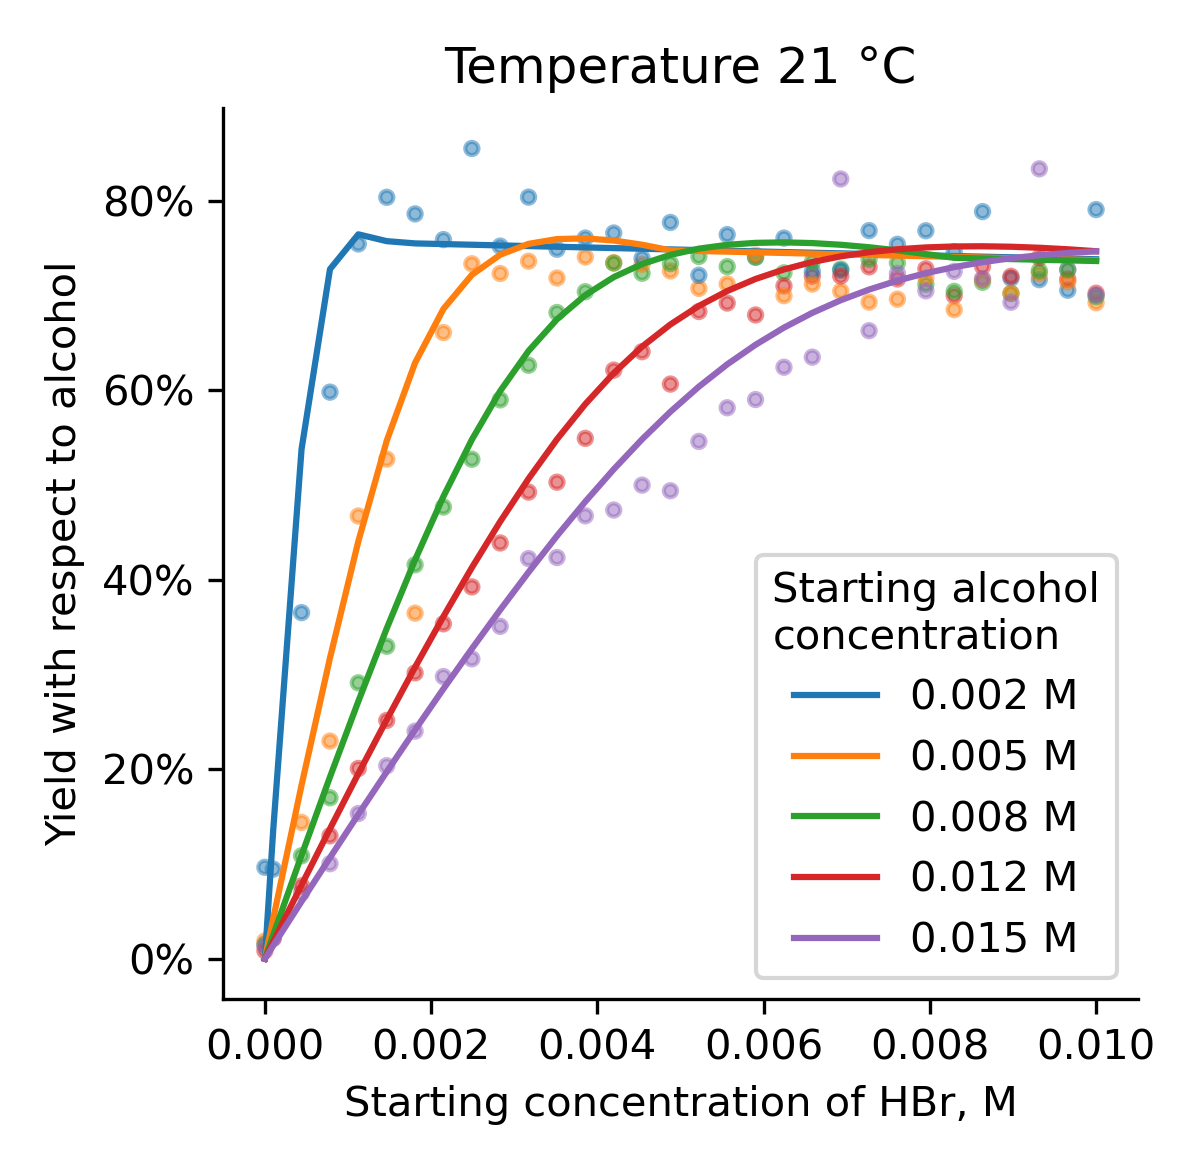 Temperature 21 °C
Yield with respect to alcohol
80%
60%
40%
20%
0%
Starting alcohol
concentration
0.002 M
0.005 M
0.008 M
0.012 M
0.015 M
0.000 0.002 0.004 0.006 0.008 0.010
Starting concentration of HBr, M